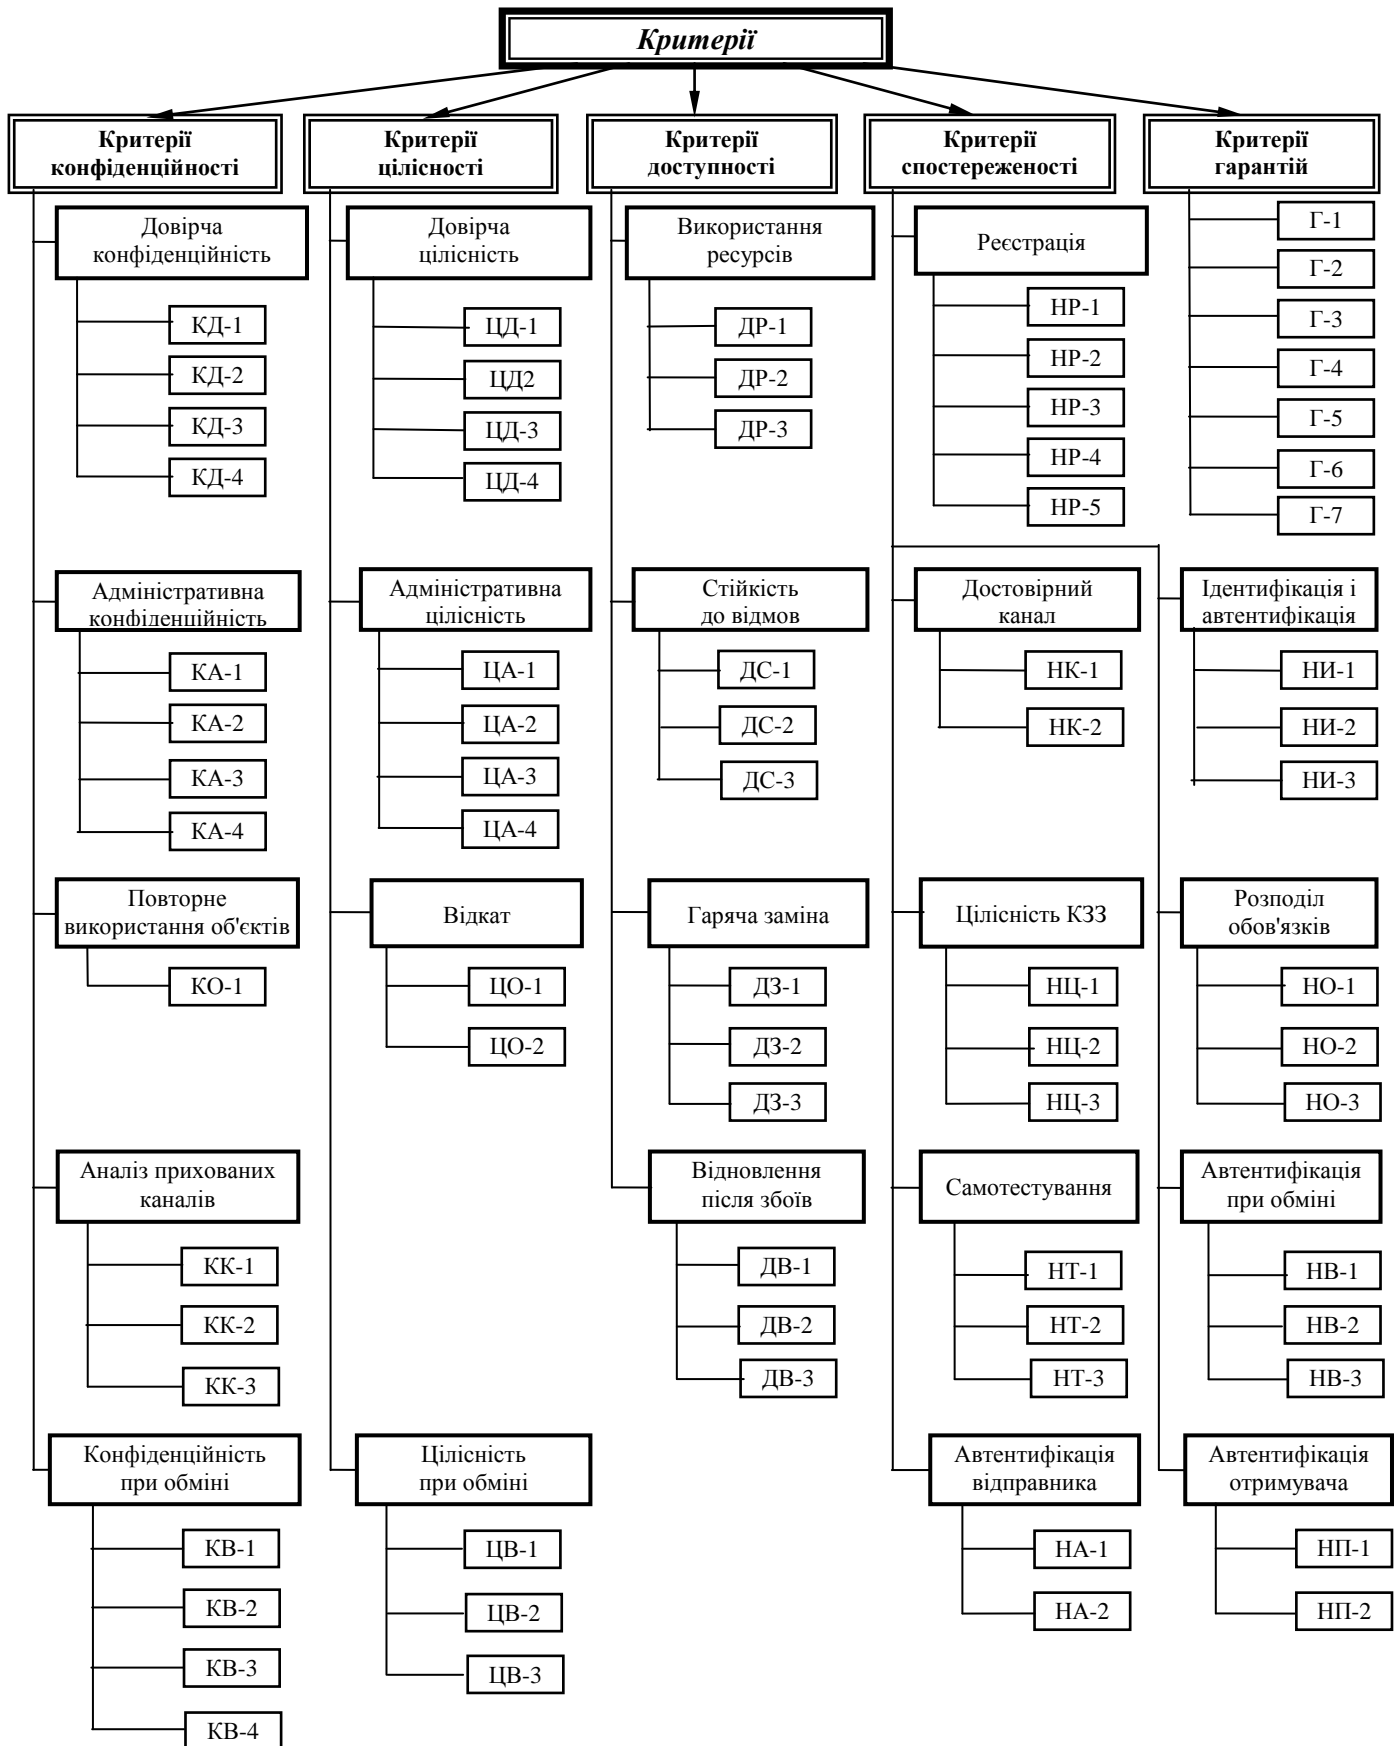 Критерії
Критерії
конфіденційності
Критерії
цілісності
Критерії
доступності
Критерії
спостереженості
Критерії
гарантій
Довірча
конфіденційність
КД-1
КД-2
КД-3
КД-4
Адміністративна
конфіденційність
КА-1
КА-2
КА-3
КА-4
Повторне
використання об'єктів
КО-1
Аналіз прихованих
каналів
КК-1
КК-2
КК-3
Конфіденційність
при обміні
КВ-1
КВ-2
КВ-3
КВ-4
Довірча
цілісність
ЦД-1
ЦД2
ЦД-3
ЦД-4
Адміністративна
цілісність
ЦА-1
ЦА-2
ЦА-3
ЦА-4
Відкат
ЦО-1
ЦО-2
Цілісність
при обміні
ЦВ-1
ЦВ-2
ЦВ-3
Використання
ресурсів
ДР-1
ДР-2
ДР-3
Стійкість
до відмов
ДС-1
ДС-2
ДС-3
Гаряча заміна
ДЗ-1
ДЗ-2
ДЗ-3
Відновлення
після збоїв
ДВ-1
ДВ-2
ДВ-3
Реєстрація
НР-1
НР-2
НР-3
НР-4
НР-5
Достовірний
канал
НК-1
НК-2
Цілісність КЗЗ
НЦ-1
НЦ-2
НЦ-3
Самотестування
НТ-1
НТ-2
НТ-3
Автентифікація
відправника
НА-1
НА-2
Г-1
Г-2
Г-3
Г-4
Г-5
Г-6
Г-7
Ідентифікація і
автентифікація
НИ-1
НИ-2
НИ-3
Розподіл
обов'язків
НО-1
НО-2
НО-3
Автентифікація
при обміні
НВ-1
НВ-2
НВ-3
Автентифікація
отримувача
НП-1
НП-2